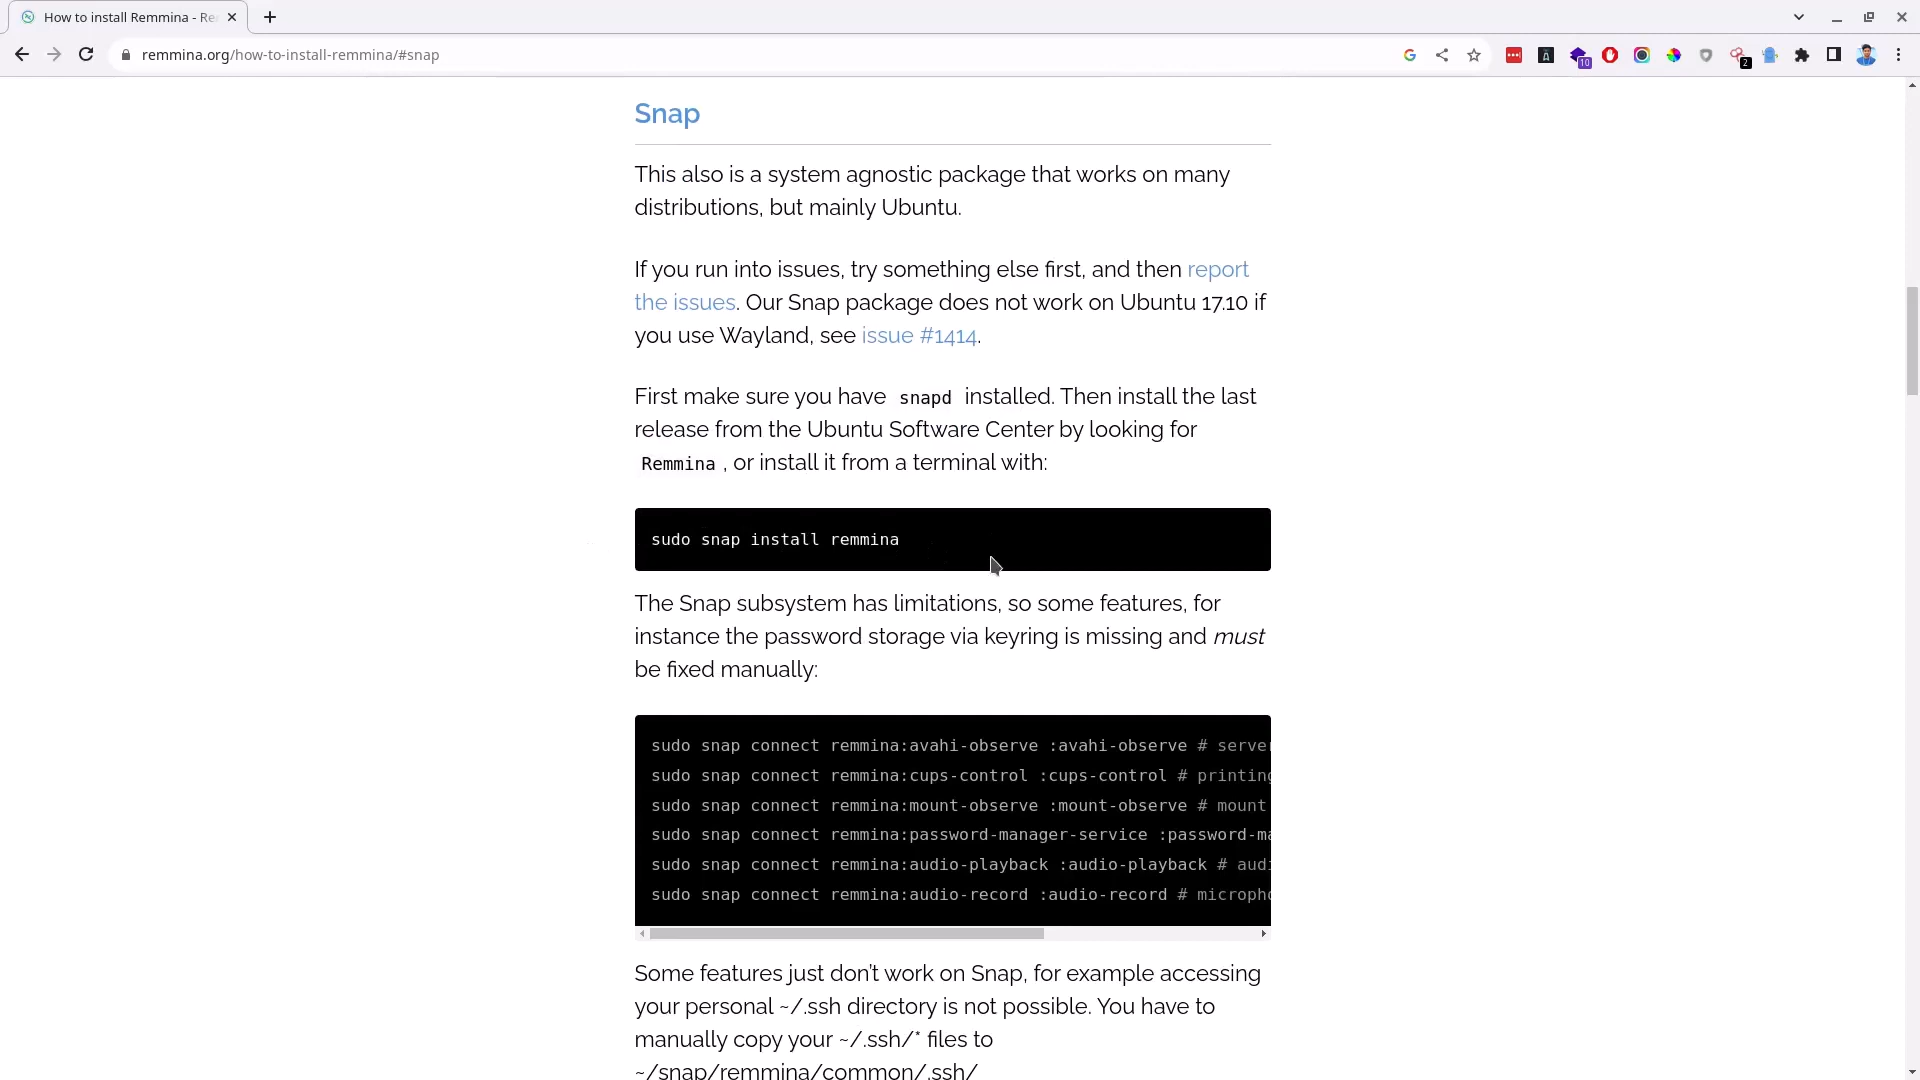 How to install Remmina - Re
remmina.org/how-to-install-remmina/#snap
10
2
Snap
This also is a system agnostic package that works on many
distributions, but mainly Ubuntu.
If you run into issues, try something else first, and then report
the issues. Our Snap package does not work on Ubuntu 17.10 if
you use Wayland, see issue #1414.
First make sure you have snapd installed. Then install the last
release from the Ubuntu Software Center by looking for
Remmina , or install it from a terminal with:
sudo snap install remmina
The Snap subsystem has limitations, so some features, for
instance the password storage via keyring is missing and must
be fixed manually:
sudo snap connect remmina:avahi-observe :avahi-observe # server
sudo snap connect remmina:cups-control :cups-control # printing
sudo snap connect remmina:mount-observe :mount-observe # mount
sudo snap connect remmina:password-manager-service :password-ma
sudo snap connect remmina:audio-playback :audio-playback # audi
sudo snap connect remmina:audio-record :audio-record # micropho
Some features just don't work on Snap, for example accessing
your personal ~/.ssh directory is not possible. You have to
manually copy your ~/.ssh/* files to
~/snap/remmina/common/.ssh/